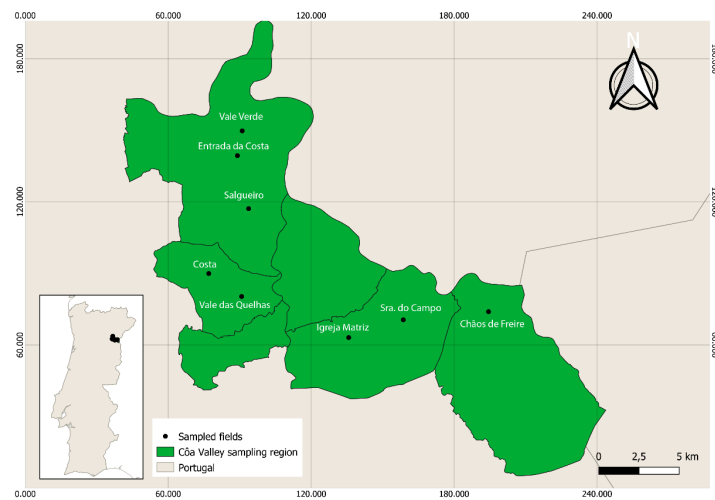 0.000 60.000 120.000 180.000 240.000
180.000
N
Vale Verde
Entrada da Costa
Salgueiro
120.000
Costa
Vale das Quelhas
Sra. do Campo
Igreja Matriz
Chãos de Freire
60.000
Sampled fields
Côa Valley sampling region
Portugal
0 2,5 5 km
0.000 60.000 120.000 180.000 240.000